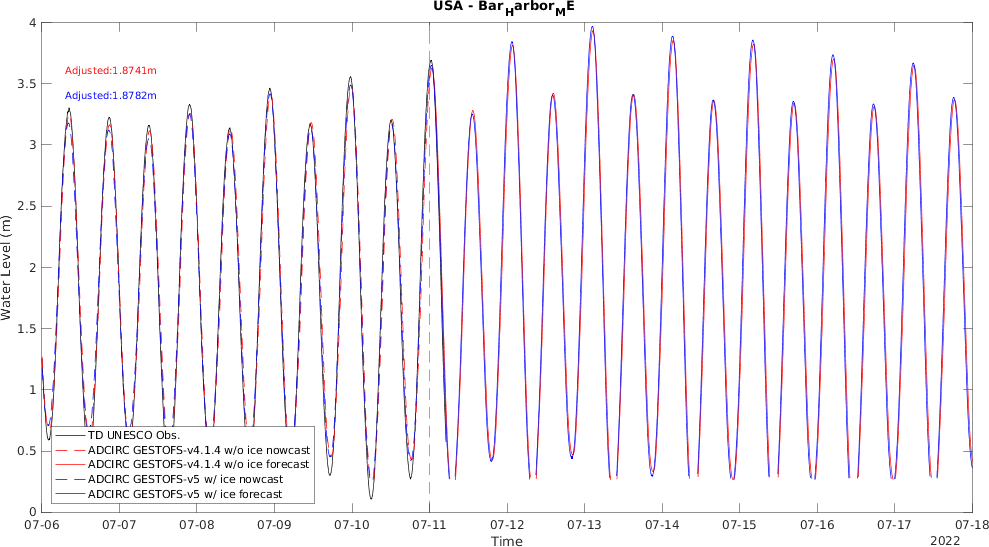 USA - BarHarborME
4
3.5
3
2.5
2
1.5
1
0.5
0
Water Level (m)
Adjusted:1.8741m
Adjusted:1.8782m
TD UNESCO Obs.
ADCIRC GESTOFS-v4.1.4 w/o ice nowcast
ADCIRC GESTOFS-v4.1.4 w/o ice forecast
ADCIRC GESTOFS-v5 w/ ice nowcast
ADCIRC GESTOFS-v5 w/ ice forecast
07-06 07-07 07-08 07-09 07-10 07-11 07-12 07-13 07-14 07-15 07-16 07-17 07-18
Time
2022